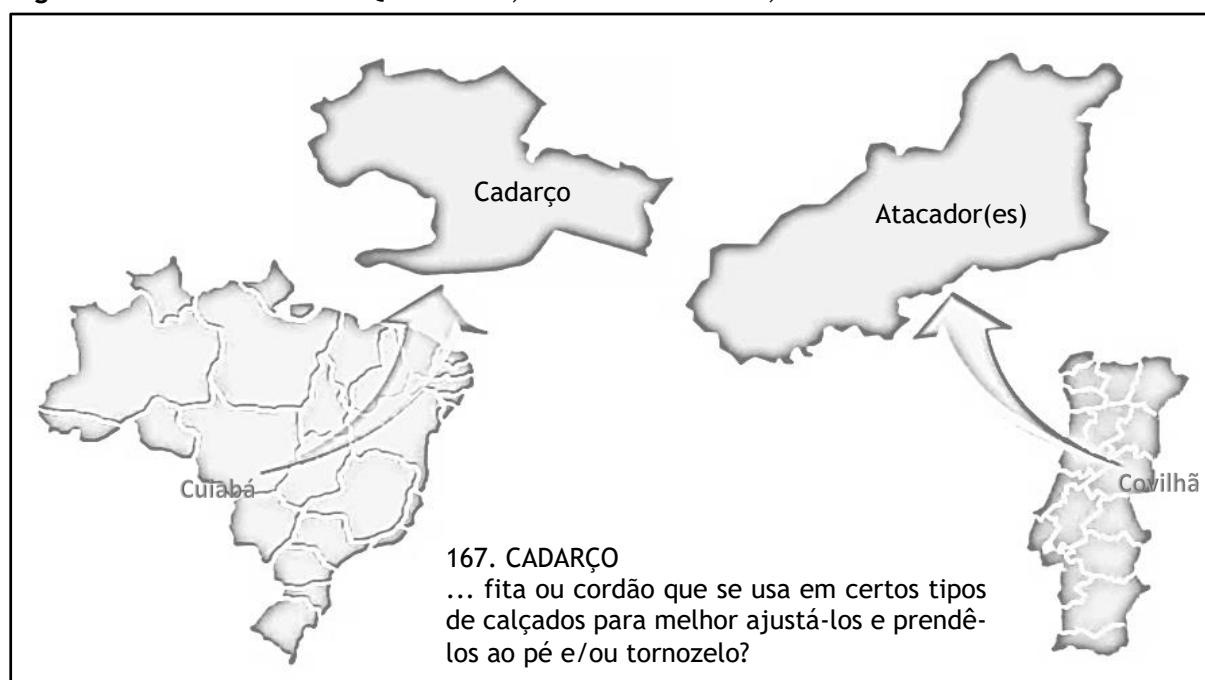 Cadarço
Atacador(es)
Cuiabá
Covilhã
167. CADARÇO
... fita ou cordão que se usa em certos tipos
de calçados para melhor ajustá-los e prendê-
los ao pé e/ou tornozelo?